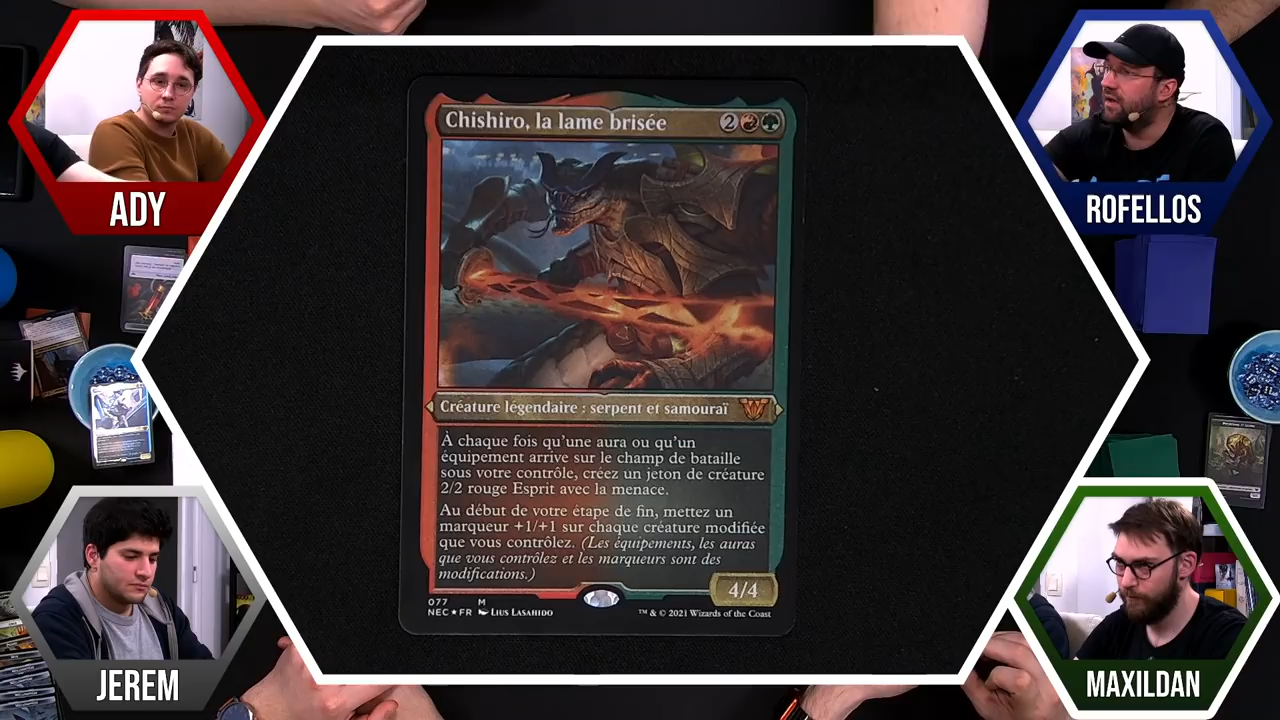 ADY
ROFELLOS
Chishiro, la lame brisée 2
Créature légendaire : serpent et samouraï
À chaque fois qu'une aura ou qu'un
équipement arrive sur le champ de bataille
sous votre contrôle, créez un jeton de créature
2/2 rouge Esprit avec la menace.
Au début de votre étape de fin, mettez un
marqueur +1/+1 sur chaque créature modifiée
que vous contrôlez. (Les équipements, les auras
que vous contrôlez et les marqueurs sont des
modifications.)
4/4
077 M
NEC ★ FR LIUS LASAHIDO
™ & © 2021 Wizards of the Coast
JEREM
MAXILDAN